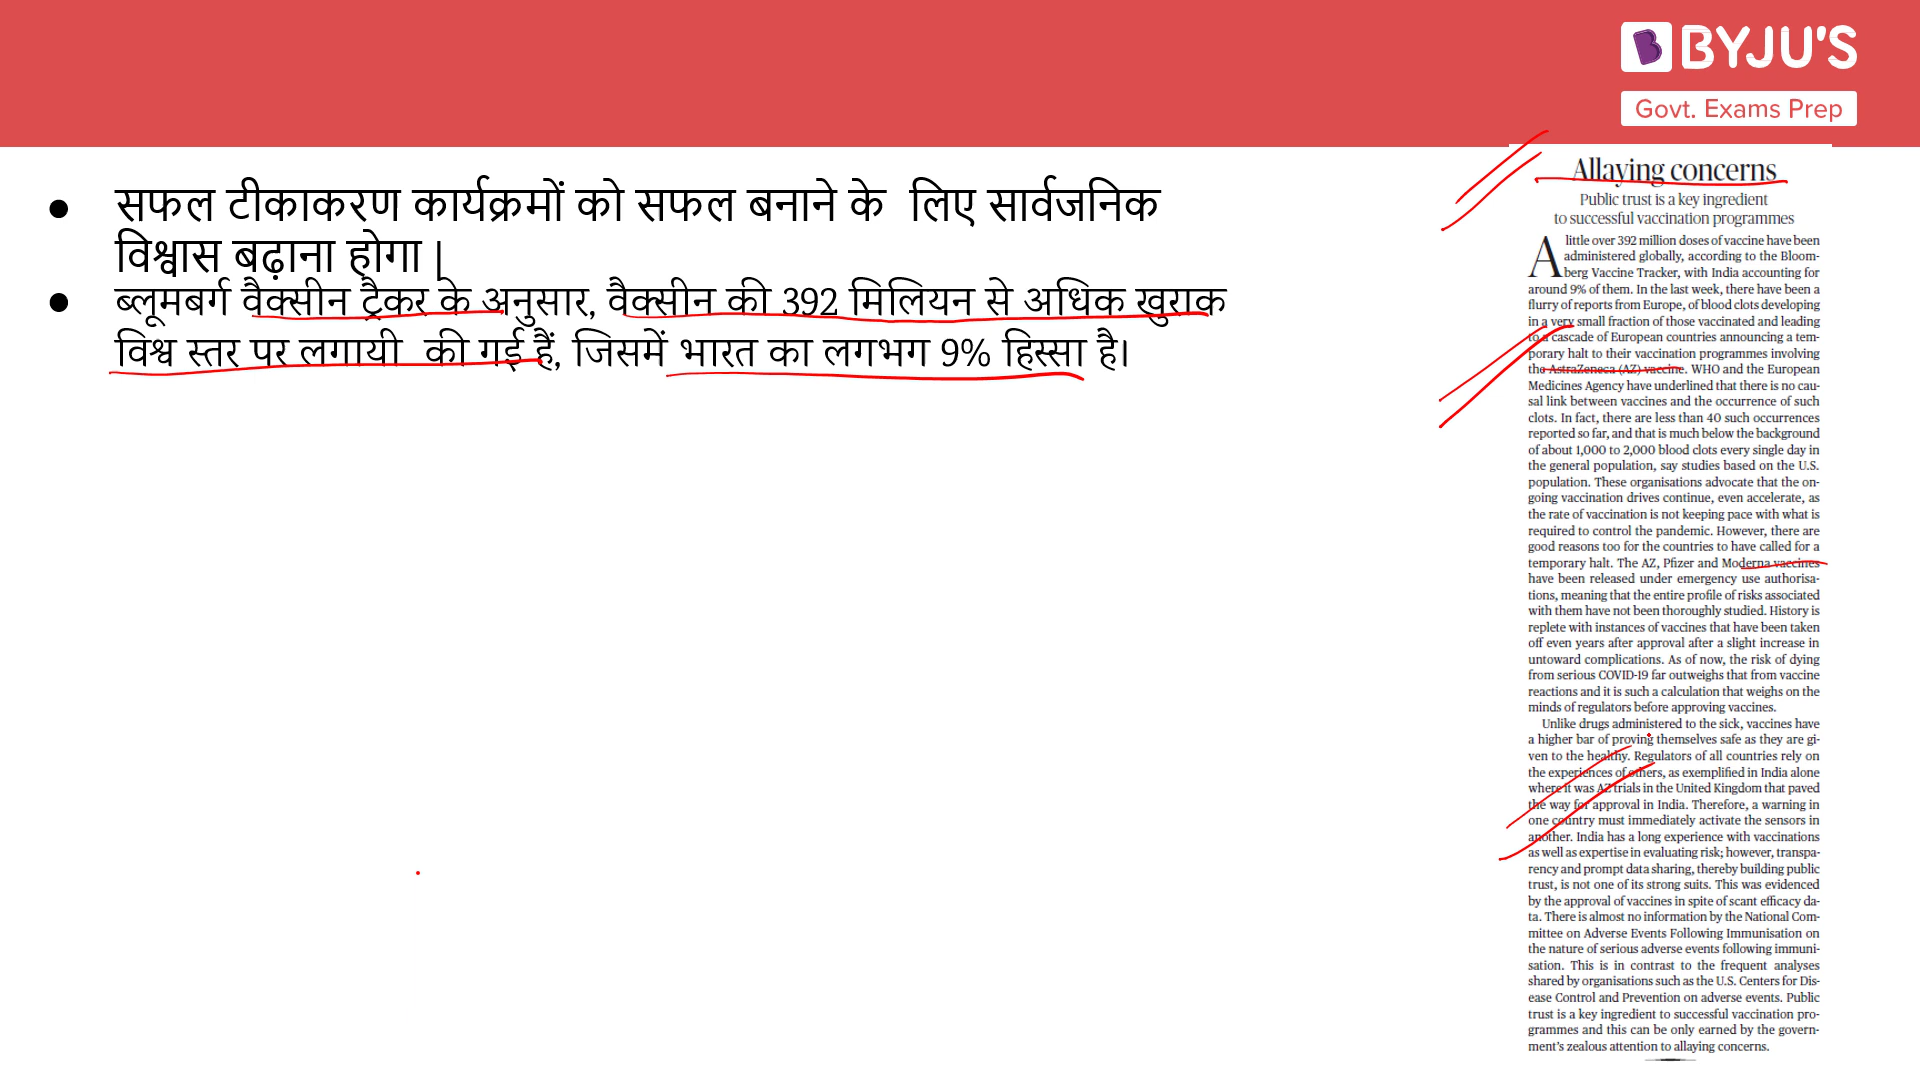 BYJU'S
Govt. Exams Prep
● सफल टीकाकरण कार्यक्रमों को सफल बनाने के लिए सार्वजनिक
विश्वास बढ़ाना होगा |
● ब्लूमबर्ग वैक्सीन ट्रैकर के अनुसार, वैक्सीन की 392 मिलियन से अधिक खुराक
विश्व स्तर पर लगायी की गई हैं, जिसमें भारत का लगभग 9% हिस्सा है।
Allaying concerns
Public trust is a key ingredient
to successful vaccination programmes
A little over 392 million doses of vaccine have been
administered globally, according to the Bloom-
berg Vaccine Tracker, with India accounting for
around 9% of them. In the last week, there have been a
flurry of reports from Europe, of blood clots developing
in a very small fraction of those vaccinated and leading
to a cascade of European countries announcing a tem-
porary halt to their vaccination programmes involving
the AstraZeneca (AZ) vaccine. WHO and the European
Medicines Agency have underlined that there is no cau-
sal link between vaccines and the occurrence of such
clots. In fact, there are less than 40 such occurrences
reported so far, and that is much below the background
of about 1,000 to 2,000 blood clots every single day in
the general population, say studies based on the U.S.
population. These organisations advocate that the on-
going vaccination drives continue, even accelerate, as
the rate of vaccination is not keeping pace with what is
required to control the pandemic. However, there are
good reasons too for the countries to have called for a
temporary halt. The AZ, Pfizer and Moderna vaccines
have been released under emergency use authorisa-
tions, meaning that the entire profile of risks associated
with them have not been thoroughly studied. History is
replete with instances of vaccines that have been taken
off even years after approval after a slight increase in
untoward complications. As of now, the risk of dying
from serious COVID-19 far outweighs that from vaccine
reactions and it is such a calculation that weighs on the
minds of regulators before approving vaccines.
Unlike drugs administered to the sick, vaccines have
a higher bar of proving themselves safe as they are gi-
ven to the healthy. Regulators of all countries rely on
the experiences of others, as exemplified in India alone
where it was AZ trials in the United Kingdom that paved
the way for approval in India. Therefore, a warning in
one country must immediately activate the sensors in
another. India has a long experience with vaccinations
as well as expertise in evaluating risk; however, transpa-
rency and prompt data sharing, thereby building public
trust, is not one of its strong suits. This was evidenced
by the approval of vaccines in spite of scant efficacy da-
ta. There is almost no information by the National Com-
mittee on Adverse Events Following Immunisation on
the nature of serious adverse events following immuni-
sation. This is in contrast to the frequent analyses
shared by organisations such as the U.S. Centers for Dis-
ease Control and Prevention on adverse events. Public
trust is a key ingredient to successful vaccination pro-
grammes and this can be only earned by the govern-
ment's zealous attention to allaying concerns.